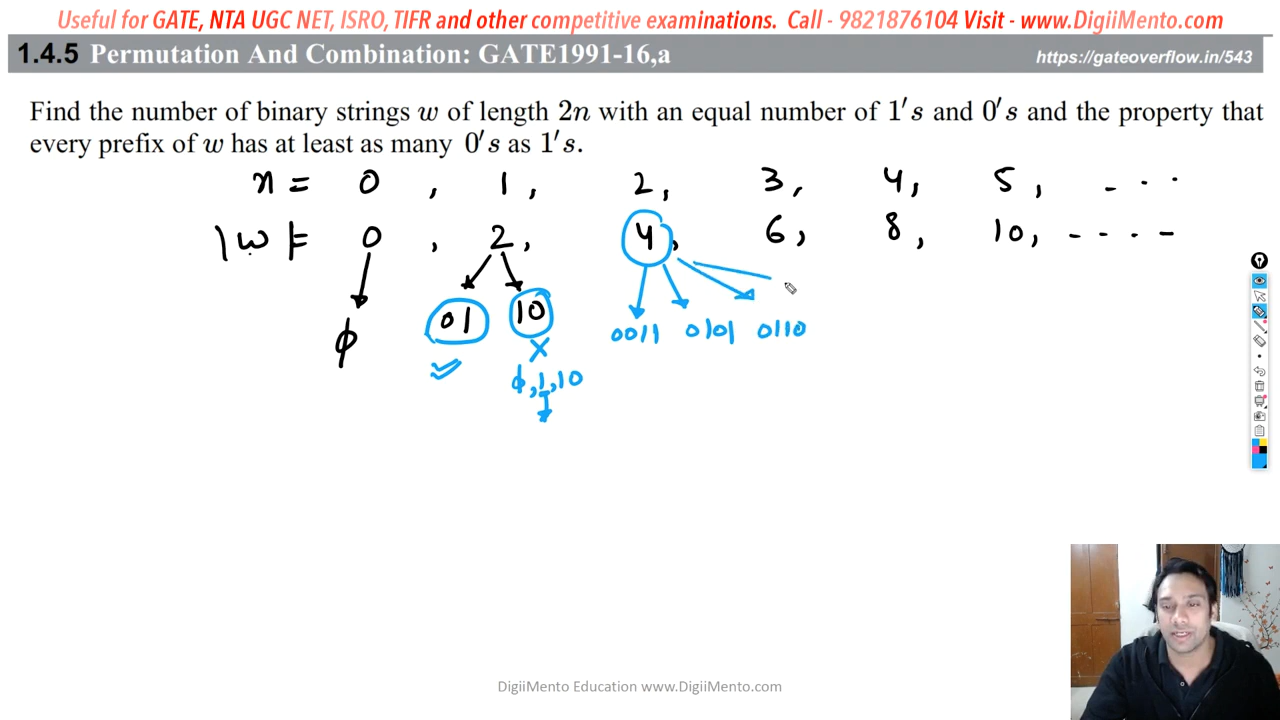 Useful for GATE, NTA UGC NET, ISRO, TIFR and other competitive examinations. Call - 9821876104 Visit - www.DigiiMento.com
1.4.5 Permutation And Combination: GATE1991-16,a https://gateoverflow.in/543
Find the number of binary strings w of length 2n with an equal number of 1's and 0's and the property that
every prefix of w has at least as many 0's as 1's.
n = 0 , 1 , 2, 3, 4, 5, - . . .
|w| = 0 , 2, 4, 6, 8, 10, - - - -
01 10
ϕ 0011 0101 0110
ϕ, 1, 10
DigiiMento Education www.DigiiMento.com